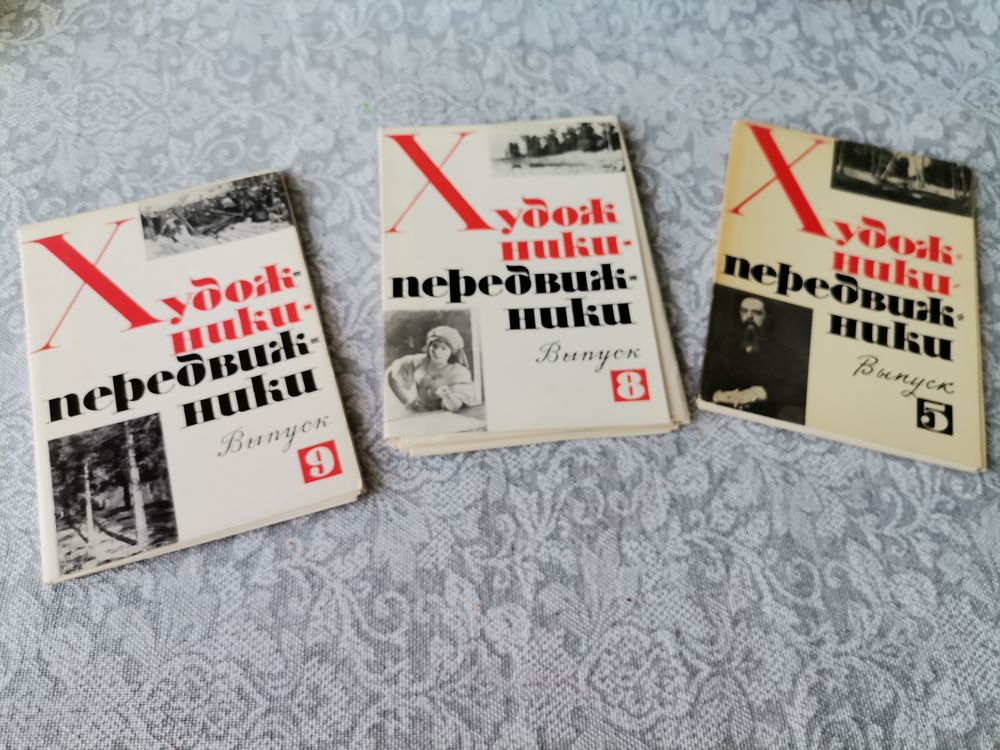 Худож-
ники-
передвиж-
ники
Выпуск
9
Худож
ники-
передвиж-
ники
Выпуск
8
Худож-
ники-
передвиж-
ники
Выпуск
5